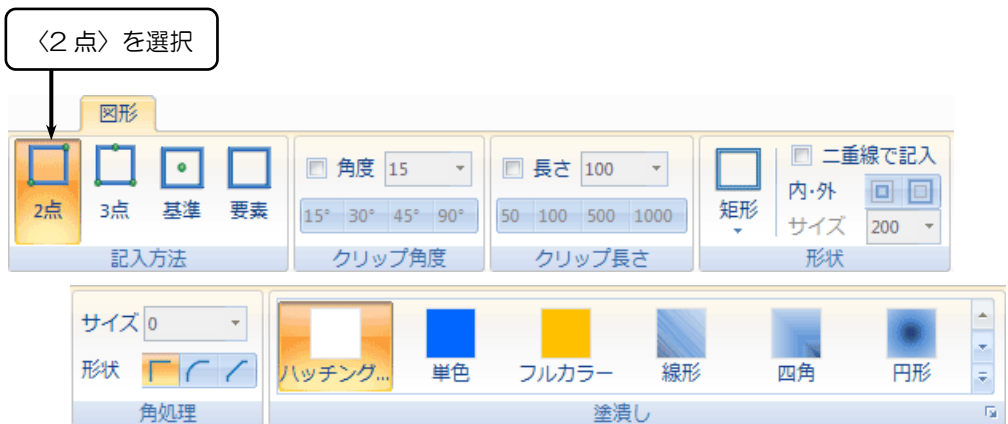 〈2 点〉を選択
図形
2点 3点 基準 要素
記入方法
角度 15
15° 30° 45° 90°
クリップ角度
長さ 100
50 100 500 1000
クリップ長さ
矩形
二重線で記入
内・外
サイズ 200
形状
サイズ 0
形状
角処理
ハッチング... 単色 フルカラー 線形 四角 円形
塗潰し